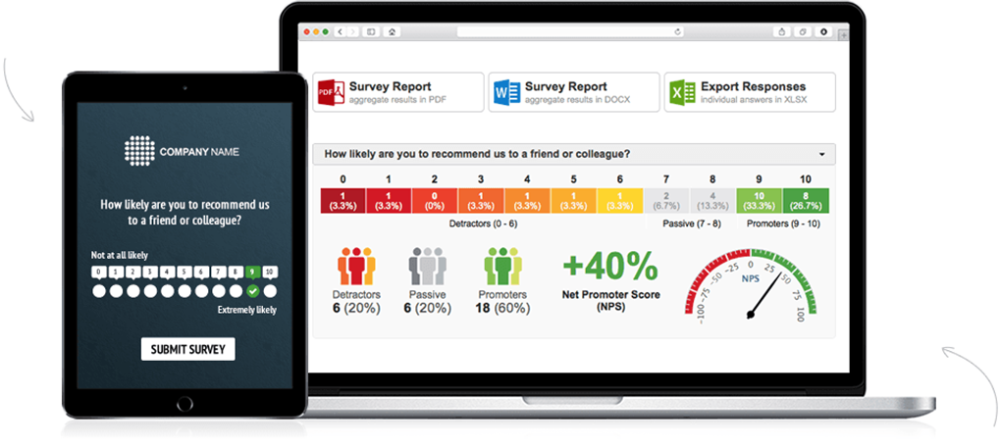 COMPANY NAME
How likely are you to recommend us
to a friend or colleague?
Not at all likely
0 1 2 3 4 5 6 7 8 9 10
Extremely likely
SUBMIT SURVEY
PDF
Survey Report
aggregate results in PDF
W
Survey Report
aggregate results in DOCX
X
Export Responses
individual answers in XLSX
How likely are you to recommend us to a friend or colleague?
0 1 2 3 4 5 6 7 8 9 10
1 1 0 1 1 1 1 2 4 10 8
(3.3%) (3.3%) (0%) (3.3%) (3.3%) (3.3%) (3.3%) (6.7%) (13.3%) (33.3%) (26.7%)
Detractors (0 - 6) Passive (7 - 8) Promoters (9 - 10)
Detractors
6 (20%)
Passive
6 (20%)
Promoters
18 (60%)
+40%
Net Promoter Score
(NPS)
-100 -75 -50 -25 0 25 50 75 100
NPS